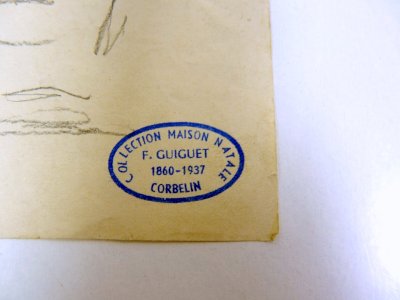 COLLECTION MAISON NATALE
F. GUIGUET
1860-1937
CORBELIN